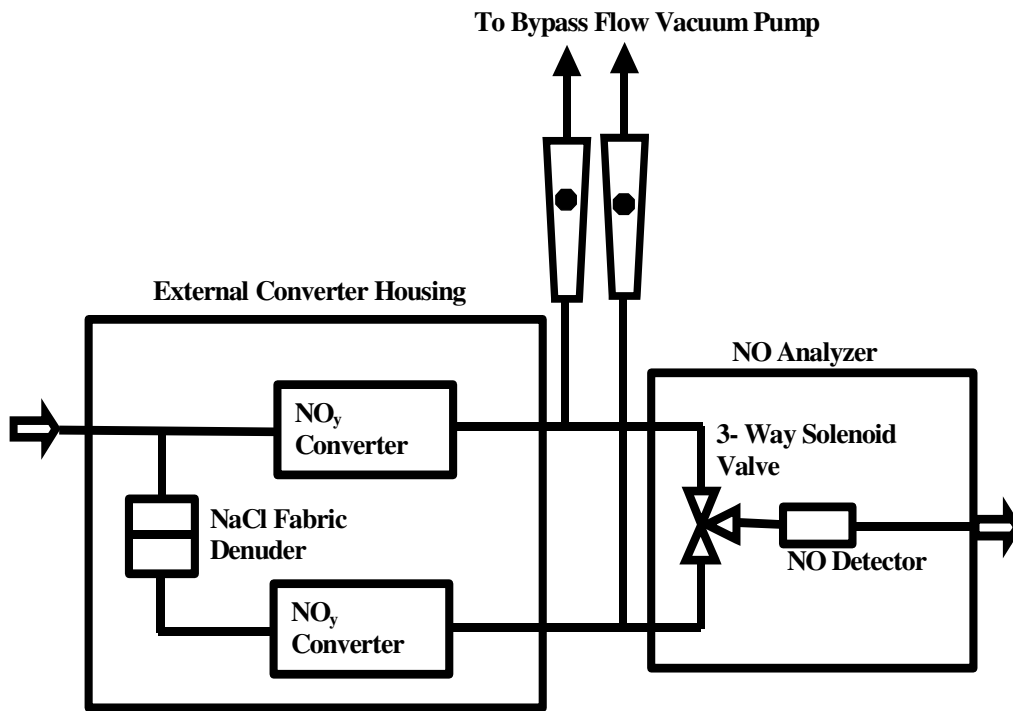 To Bypass Flow Vacuum Pump
External Converter Housing
NO Analyzer
NOy
Converter
3- Way Solenoid
Valve
NaCl Fabric
Denuder
NO Detector
NOy
Converter